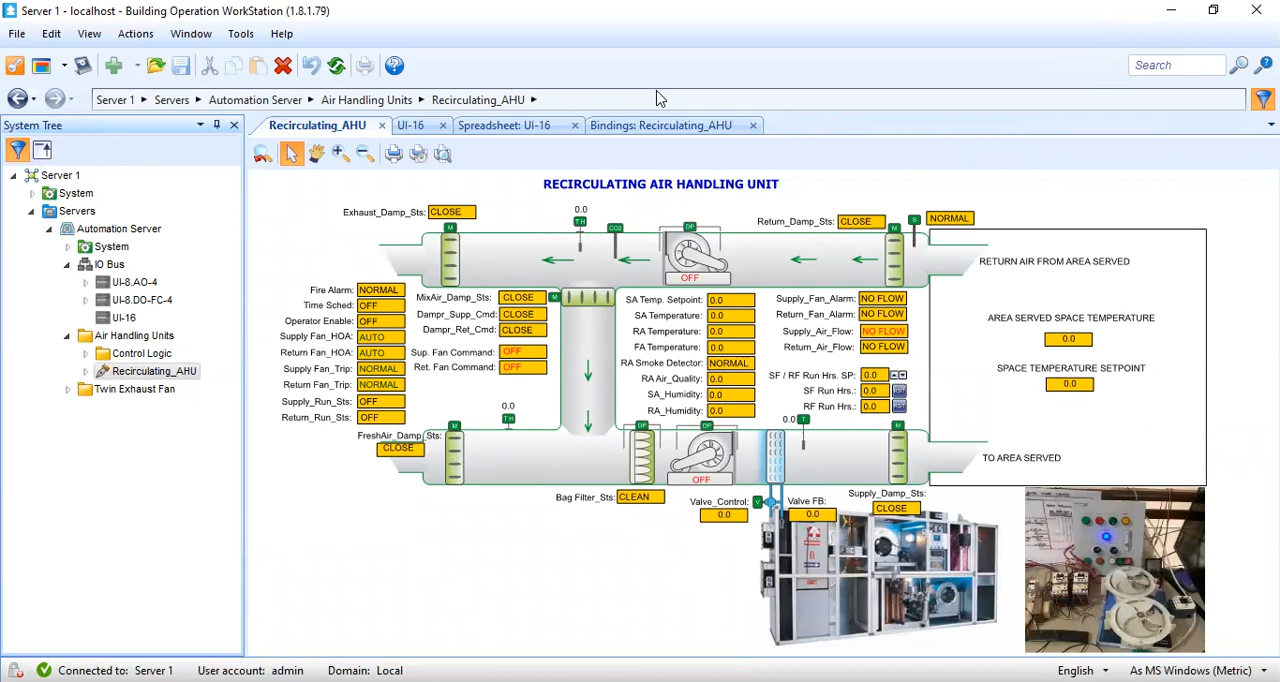 Server 1 - localhost - Building Operation WorkStation (1.8.1.79)
File Edit View Actions Window Tools Help
Search
Server 1 Servers Automation Server Air Handling Units Recirculating_AHU
System Tree
Recirculating_AHU UI-16 Spreadsheet: UI-16 Bindings: Recirculating_AHU
Server 1
System
Servers
Automation Server
System
IO Bus
UI-8.AO-4
UI-8.DO-FC-4
UI-16
Air Handling Units
Control Logic
Recirculating_AHU
Twin Exhaust Fan
RECIRCULATING AIR HANDLING UNIT
Exhaust_Damp_Sts: CLOSE
0.0
Return_Damp_Sts: CLOSE
NORMAL
M
T H
CO2
DP
M
S
OFF
RETURN AIR FROM AREA SERVED
AREA SERVED SPACE TEMPERATURE
0.0
SPACE TEMPERATURE SETPOINT
0.0
Fire Alarm: NORMAL
Time Sched: OFF
Operator Enable: OFF
Supply Fan_HOA: AUTO
Return Fan_HOA: AUTO
Supply Fan_Trip: NORMAL
Return Fan_Trip: NORMAL
Supply_Run_Sts: OFF
Return_Run_Sts: OFF
MixAir_Damp_Sts: CLOSE
Dampr_Supp_Cmd: CLOSE
Dampr_Ret_Cmd: CLOSE
Sup. Fan Command: OFF
Ret. Fan Command: OFF
M
SA Temp. Setpoint: 0.0
SA Temperature: 0.0
RA Temperature: 0.0
FA Temperature: 0.0
RA Smoke Detector: NORMAL
RA Air_Quality: 0.0
SA_Humidity: 0.0
RA_Humidity: 0.0
Supply_Fan_Alarm: NO FLOW
Return_Fan_Alarm: NO FLOW
Supply_Air_Flow: NO FLOW
Return_Air_Flow: NO FLOW
SF / RF Run Hrs. SP: 0.0
SF Run Hrs.: 0.0 RST
RF Run Hrs.: 0.0 RST
FreshAir_Damp_Sts:
CLOSE
M
0.0
T H
DP
DP
0.0
T
M
OFF
TO AREA SERVED
Bag Filter_Sts: CLEAN
Valve_Control:
0.0
V
Valve FB:
0.0
Supply_Damp_Sts:
CLOSE
Connected to: Server 1 User account: admin Domain: Local
English As MS Windows (Metric)